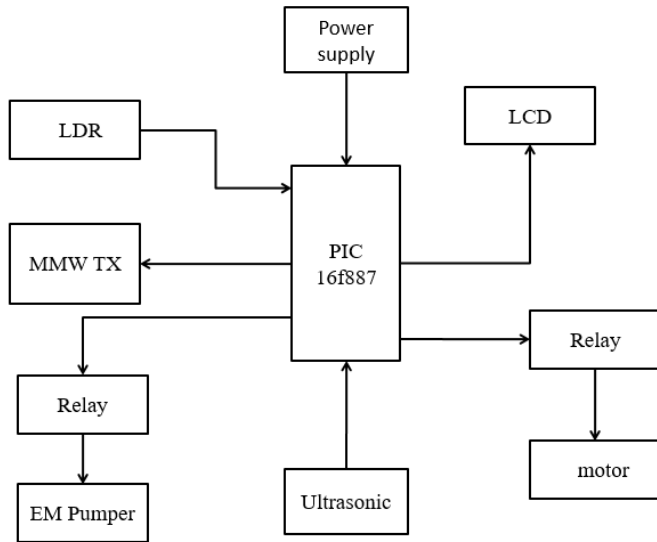 Power
supply
LDR
LCD
PIC
16f887
MMW TX
Relay
Relay
EM Pumper
Ultrasonic
motor